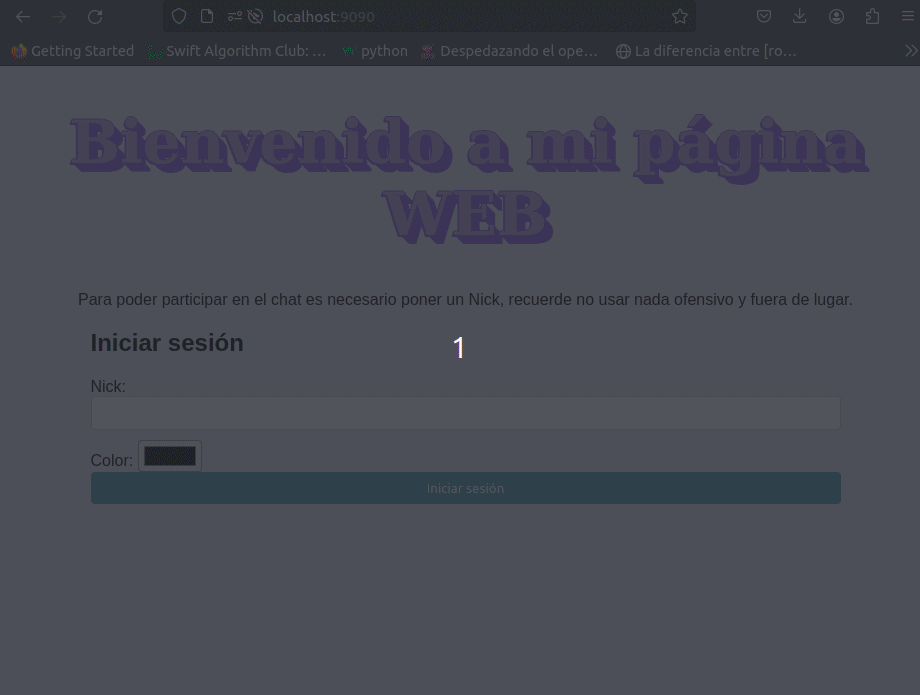 localhost:9090
Getting Started Swift Algorithm Club: ... python Despedazando el ope... La diferencia entre [ro...
Bienvenido a mi página
WEB
Para poder participar en el chat es necesario poner un Nick, recuerde no usar nada ofensivo y fuera de lugar.
Iniciar sesión
1
Nick:
Color:
Iniciar sesión